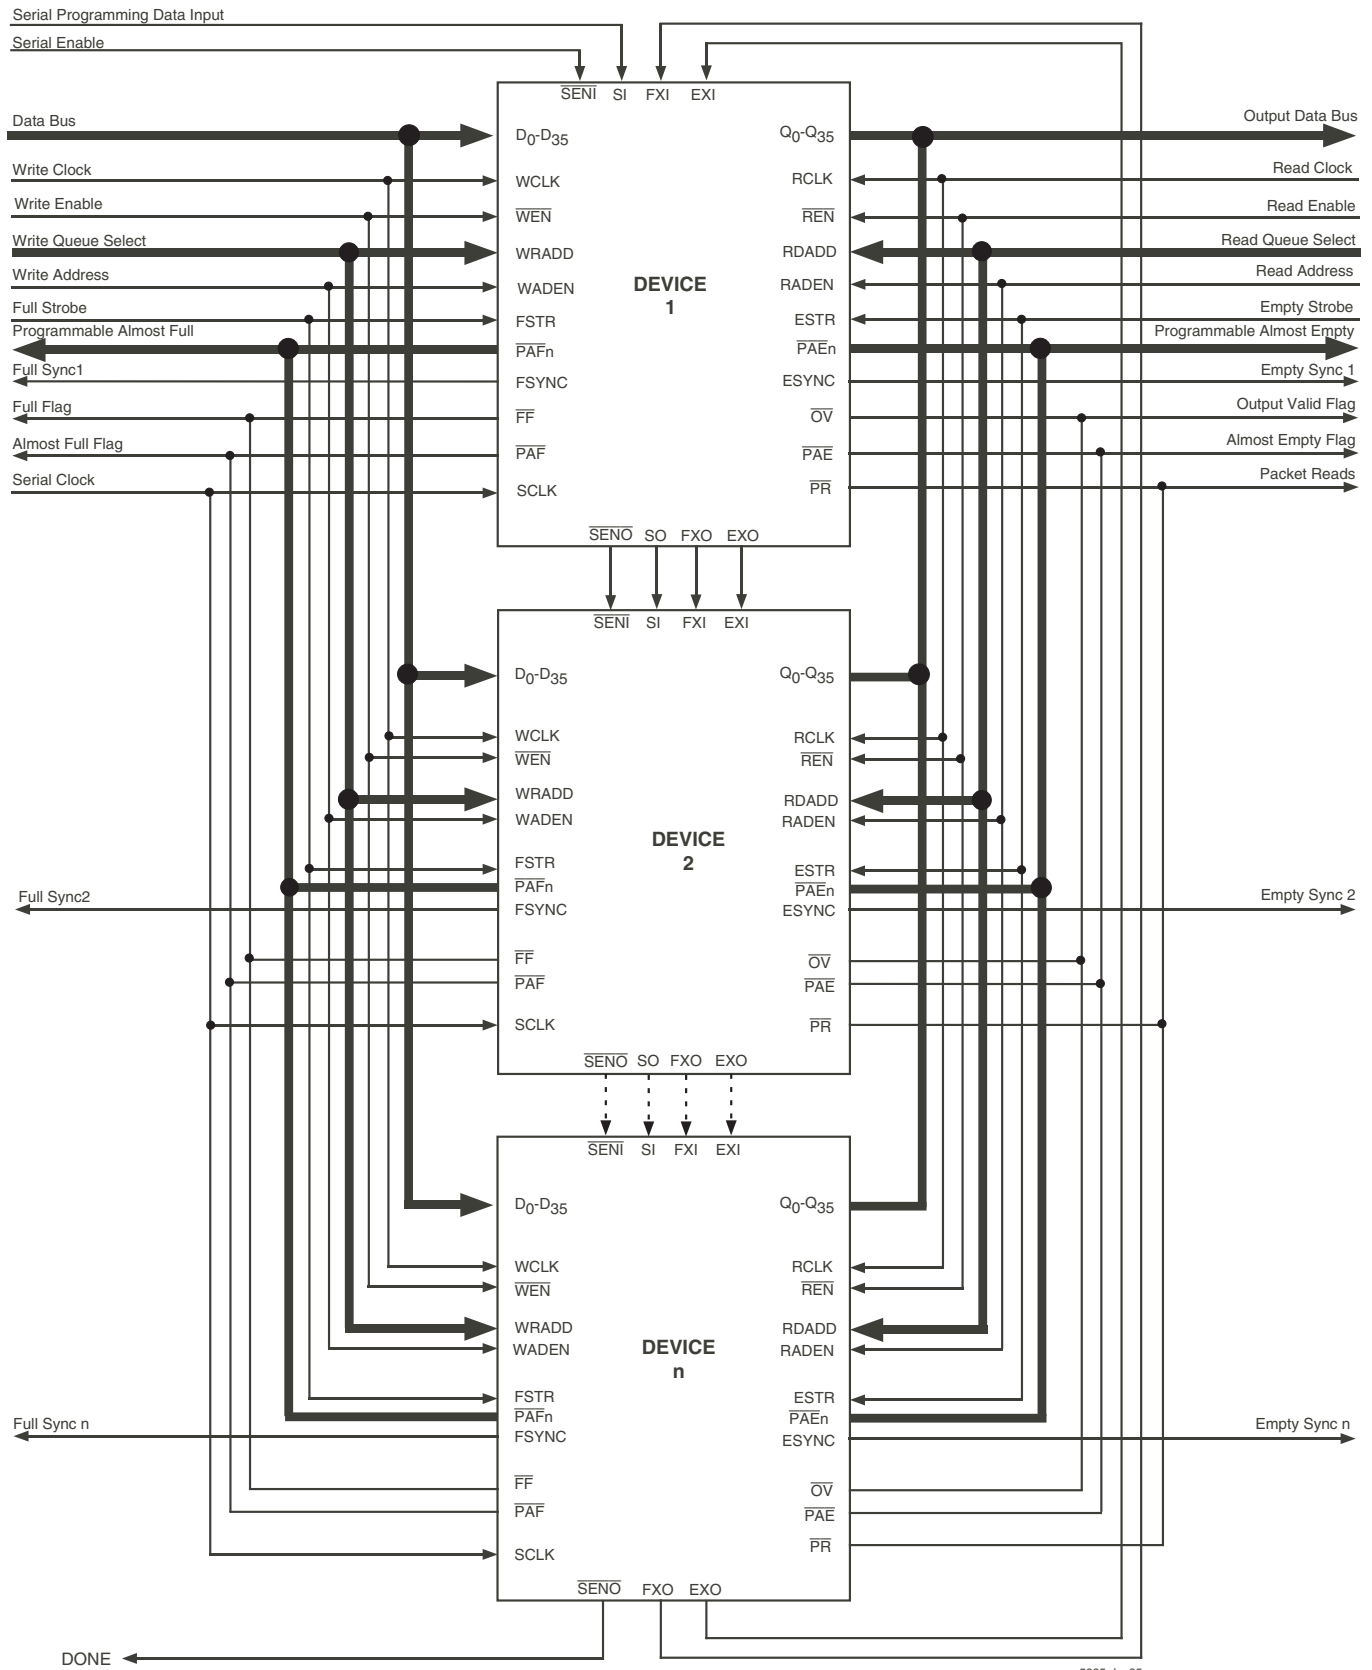 Serial Programming Data Input
Serial Enable
SENI SI FXI EXI
Data Bus
D0-D35
Q0-Q35
Output Data Bus
Write Clock
WCLK
RCLK
Read Clock
Write Enable
WEN
REN
Read Enable
Write Queue Select
WRADD
RDADD
Read Queue Select
Write Address
WADEN
DEVICE
1
RADEN
Read Address
Full Strobe
FSTR
ESTR
Empty Strobe
Programmable Almost Full
PAFn
PAEn
Programmable Almost Empty
Full Sync1
FSYNC
ESYNC
Empty Sync 1
Full Flag
FF
OV
Output Valid Flag
Almost Full Flag
PAF
PAE
Almost Empty Flag
Serial Clock
SCLK
PR
Packet Reads
SENO SO FXO EXO
SENI SI FXI EXI
D0-D35
Q0-Q35
WCLK
RCLK
WEN
REN
WRADD
RDADD
WADEN
RADEN
DEVICE
2
FSTR
ESTR
PAFn
PAEn
Full Sync2
FSYNC
ESYNC
Empty Sync 2
FF
OV
PAF
PAE
SCLK
PR
SENO SO FXO EXO
SENI SI FXI EXI
D0-D35
Q0-Q35
WCLK
RCLK
WEN
REN
WRADD
RDADD
WADEN
RADEN
DEVICE
n
FSTR
ESTR
PAFn
PAEn
Full Sync n
FSYNC
ESYNC
Empty Sync n
FF
OV
PAF
PAE
SCLK
PR
SENO FXO EXO
DONE